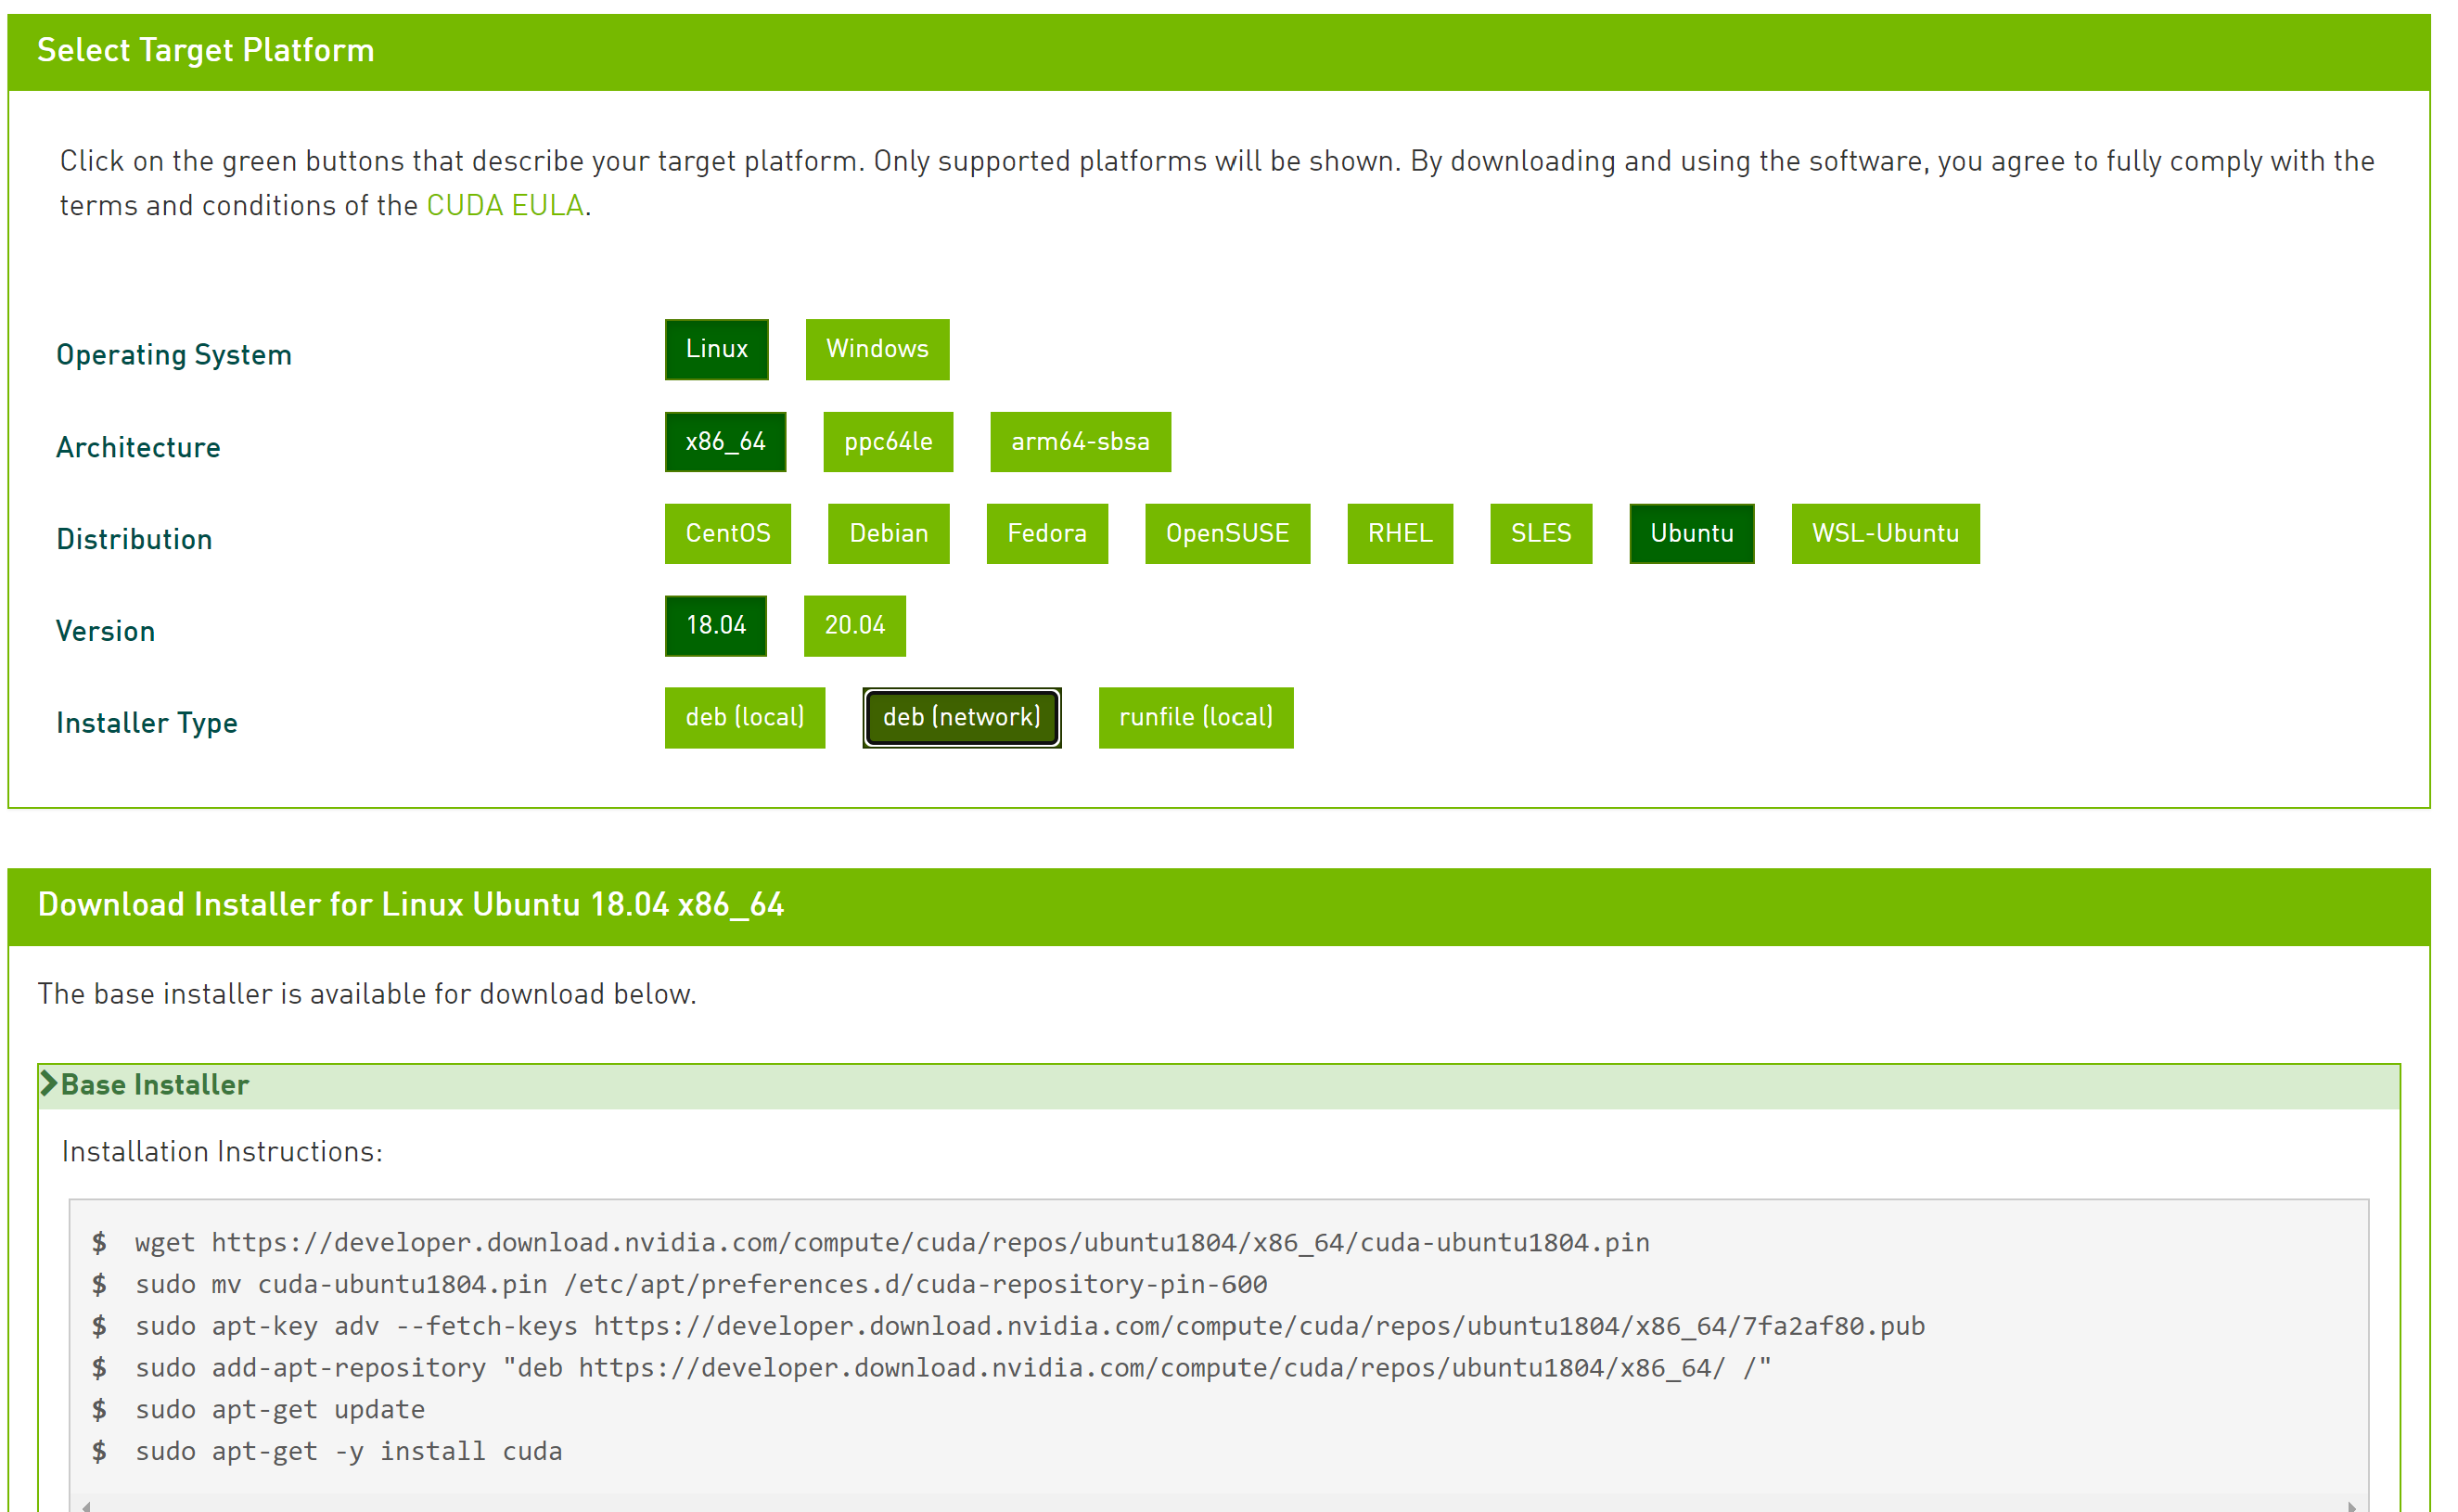 Select Target Platform
Click on the green buttons that describe your target platform. Only supported platforms will be shown. By downloading and using the software, you agree to fully comply with the
terms and conditions of the CUDA EULA.
Operating System Linux Windows
Architecture x86_64 ppc64le arm64-sbsa
Distribution CentOS Debian Fedora OpenSUSE RHEL SLES Ubuntu WSL-Ubuntu
Version 18.04 20.04
Installer Type deb (local) deb (network) runfile (local)
Download Installer for Linux Ubuntu 18.04 x86_64
The base installer is available for download below.
Base Installer
Installation Instructions:
$ wget https://developer.download.nvidia.com/compute/cuda/repos/ubuntu1804/x86_64/cuda-ubuntu1804.pin
$ sudo mv cuda-ubuntu1804.pin /etc/apt/preferences.d/cuda-repository-pin-600
$ sudo apt-key adv --fetch-keys https://developer.download.nvidia.com/compute/cuda/repos/ubuntu1804/x86_64/7fa2af80.pub
$ sudo add-apt-repository "deb https://developer.download.nvidia.com/compute/cuda/repos/ubuntu1804/x86_64/ /"
$ sudo apt-get update
$ sudo apt-get -y install cuda